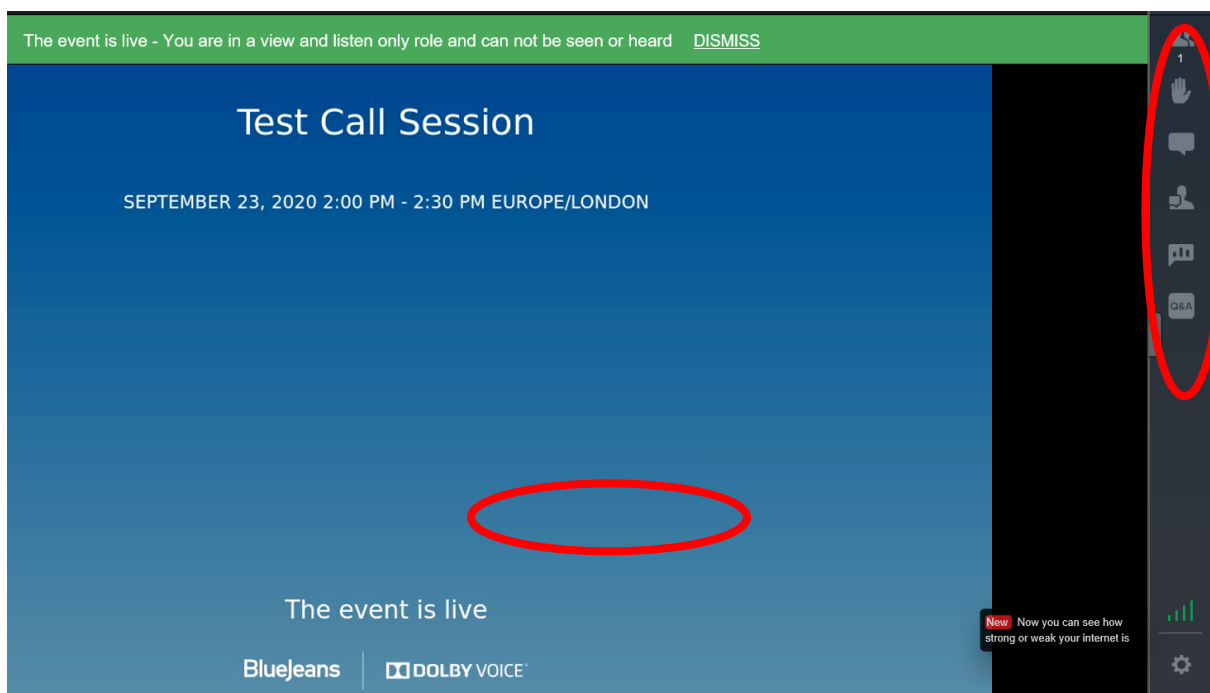 The event is live - You are in a view and listen only role and can not be seen or heard DISMISS
1
Test Call Session
SEPTEMBER 23, 2020 2:00 PM - 2:30 PM EUROPE/LONDON
Q&A
The event is live
New Now you can see how
strong or weak your internet is
BlueJeans DOLBY VOICE